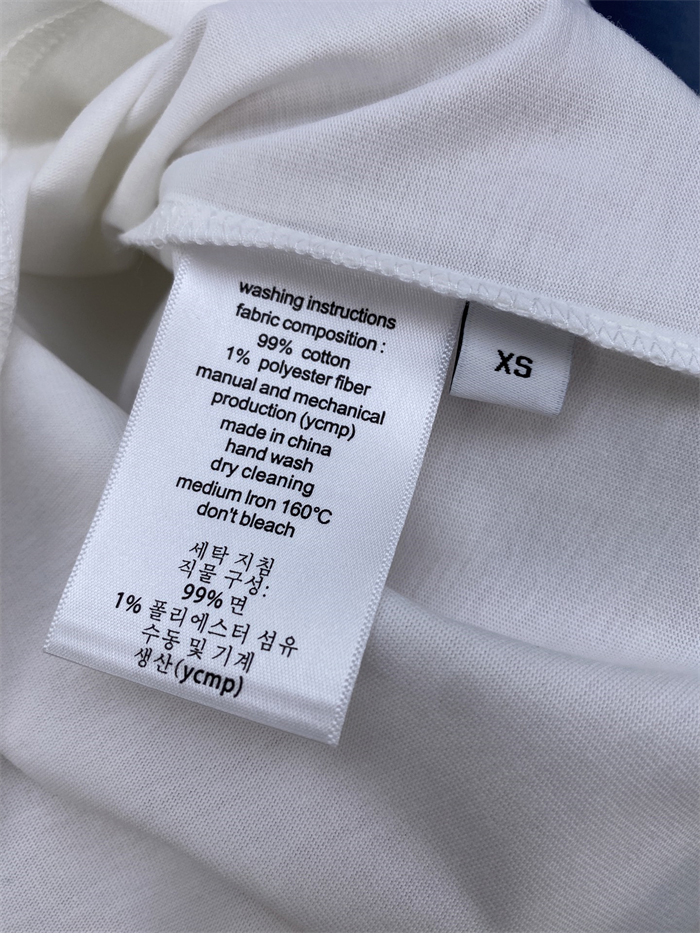 washing instructions
fabric composition :
99% cotton
1% polyester fiber
manual and mechanical
production (ycmp)
made in china
hand wash
dry cleaning
medium Iron 160°C
don't bleach
세탁 지침
직물 구성:
99% 면
1% 폴리에스터 섬유
수동 및 기계
생산(ycmp)
XS